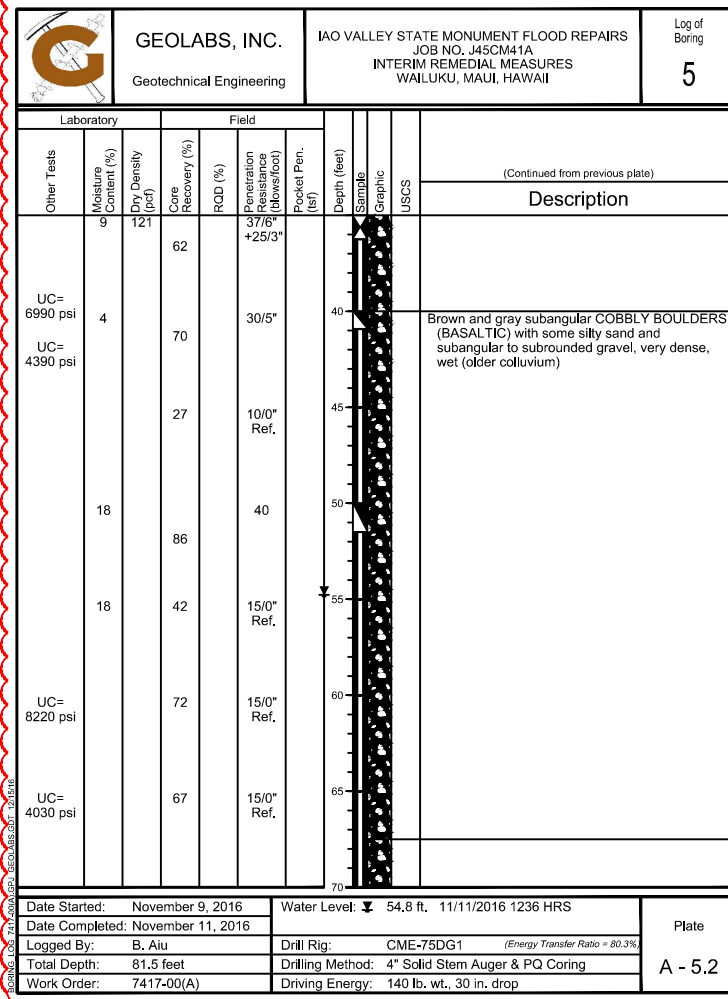 GEOLABS, INC.
Geotechnical Engineering
IAO VALLEY STATE MONUMENT FLOOD REPAIRS
JOB NO. J45CM41A
INTERIM REMEDIAL MEASURES
WAILUKU, MAUI, HAWAII
Log of
Boring
5
Laboratory
Field
Other Tests
Moisture
Content (%)
Dry Density
(pcf)
Core
Recovery (%)
RQD (%)
Penetration
Resistance
(blows/foot)
Pocket Pen.
(tsf)
Depth (feet)
Sample
Graphic
USCS
(Continued from previous plate)
Description
9 121 37/6"
+25/3"
62
UC=
6990 psi
4 30/5"
40
Brown and gray subangular COBBLY BOULDERS
(BASALTIC) with some silty sand and
subangular to subrounded gravel, very dense,
wet (older colluvium)
UC=
4390 psi
70
45
27 10/0"
Ref.
50
18 40
86
55
18 42 15/0"
Ref.
60
UC=
8220 psi
72 15/0"
Ref.
65
UC=
4030 psi
67 15/0"
Ref.
70
BORING_LOG 7417-00(A).GPJ GEOLABS.GDT 12/15/16
Date Started: November 9, 2016
Date Completed: November 11, 2016
Logged By: B. Aiu
Total Depth: 81.5 feet
Work Order: 7417-00(A)
Water Level: 54.8 ft. 11/11/2016 1236 HRS
Drill Rig: CME-75DG1 (Energy Transfer Ratio = 80.3%)
Drilling Method: 4" Solid Stem Auger & PQ Coring
Driving Energy: 140 lb. wt., 30 in. drop
Plate
A - 5.2